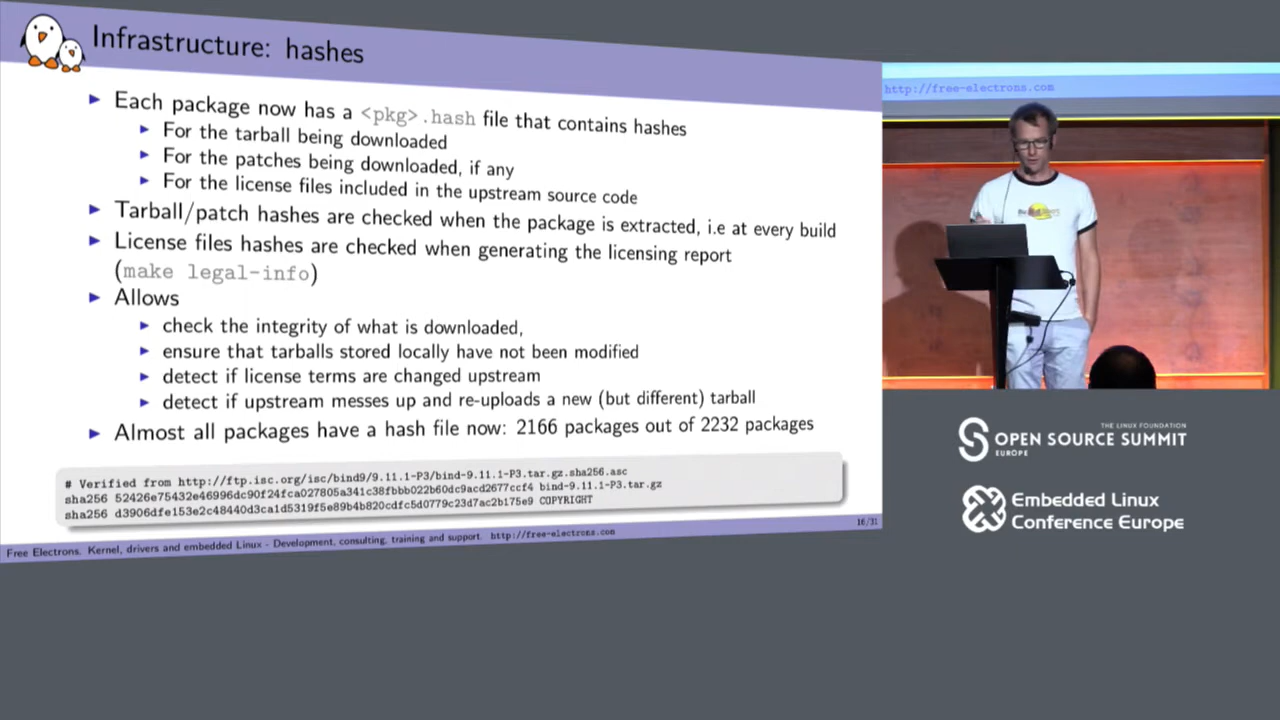 Infrastructure: hashes
Each package now has a <pkg>.hash file that contains hashes
For the tarball being downloaded
For the patches being downloaded, if any
For the license files included in the upstream source code
Tarball/patch hashes are checked when the package is extracted, i.e at every build
License files hashes are checked when generating the licensing report
(make legal-info)
Allows
check the integrity of what is downloaded,
ensure that tarballs stored locally have not been modified
detect if license terms are changed upstream
detect if upstream messes up and re-uploads a new (but different) tarball
Almost all packages have a hash file now: 2166 packages out of 2232 packages
# Verified from http://ftp.isc.org/isc/bind9/9.11.1-P3/bind-9.11.1-P3.tar.gz.sha256.asc
sha256 52426e75432e46996dc90f24fca027805a341c38fbbb022b60dc9acd2677ccf4 bind-9.11.1-P3.tar.gz
sha256 d3906dfe153e2c48440d3ca1d5319f5e89b4b820cdfc5d0779c23d7ac2b175e9 COPYRIGHT
Free Electrons. Kernel, drivers and embedded Linux - Development, consulting, training and support. http://free-electrons.com
16/31
http://free-electrons.com
THE LINUX FOUNDATION
OPEN SOURCE SUMMIT
EUROPE
Embedded Linux
Conference Europe